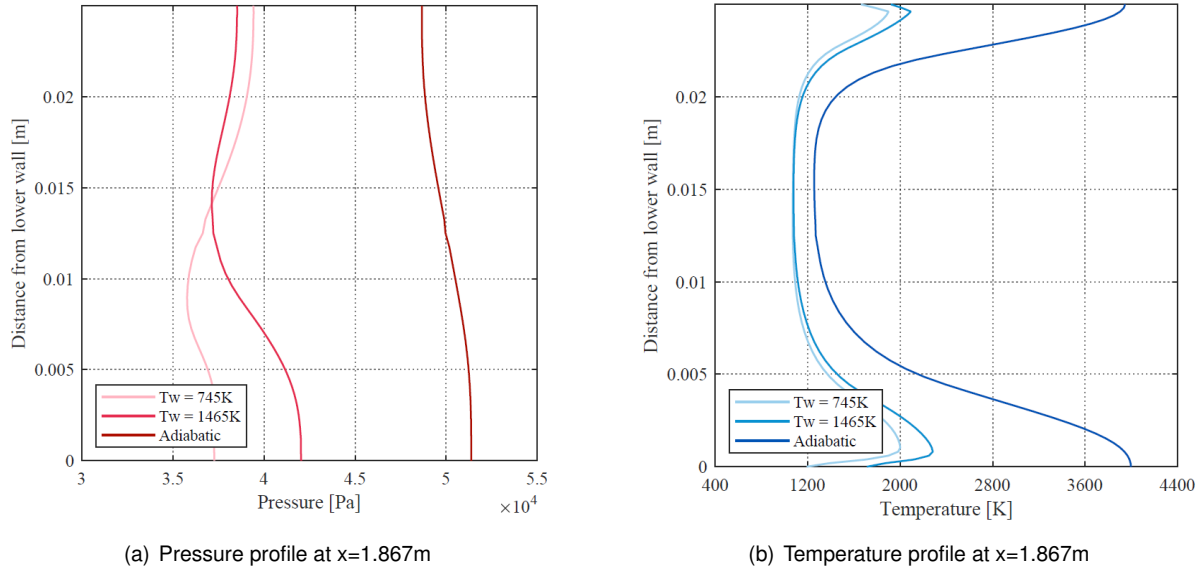 0.02
0.015
0.01
0.005
0
Distance from lower wall [m]
Tw = 745K
Tw = 1465K
Adiabatic
3
3.5
4
4.5
5
5.5
Pressure [Pa]
×10⁴
(a) Pressure profile at x=1.867m
0.02
0.015
0.01
0.005
0
Distance from lower wall [m]
Tw = 745K
Tw = 1465K
Adiabatic
400
1200
2000
2800
3600
4400
Temperature [K]
(b) Temperature profile at x=1.867m